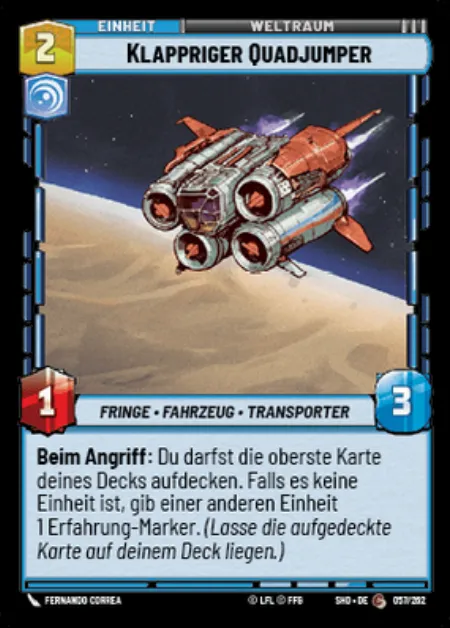 EINHEIT WELTRAUM
2 KLAPPRIGER QUADJUMPER
1 3
FRINGE • FAHRZEUG • TRANSPORTER
Beim Angriff: Du darfst die oberste Karte
deines Decks aufdecken. Falls es keine
Einheit ist, gib einer anderen Einheit
1 Erfahrung-Marker. (Lasse die aufgedeckte
Karte auf deinem Deck liegen.)
FERNANDO CORREA © LFL © FFG SHD • DE C 057/262